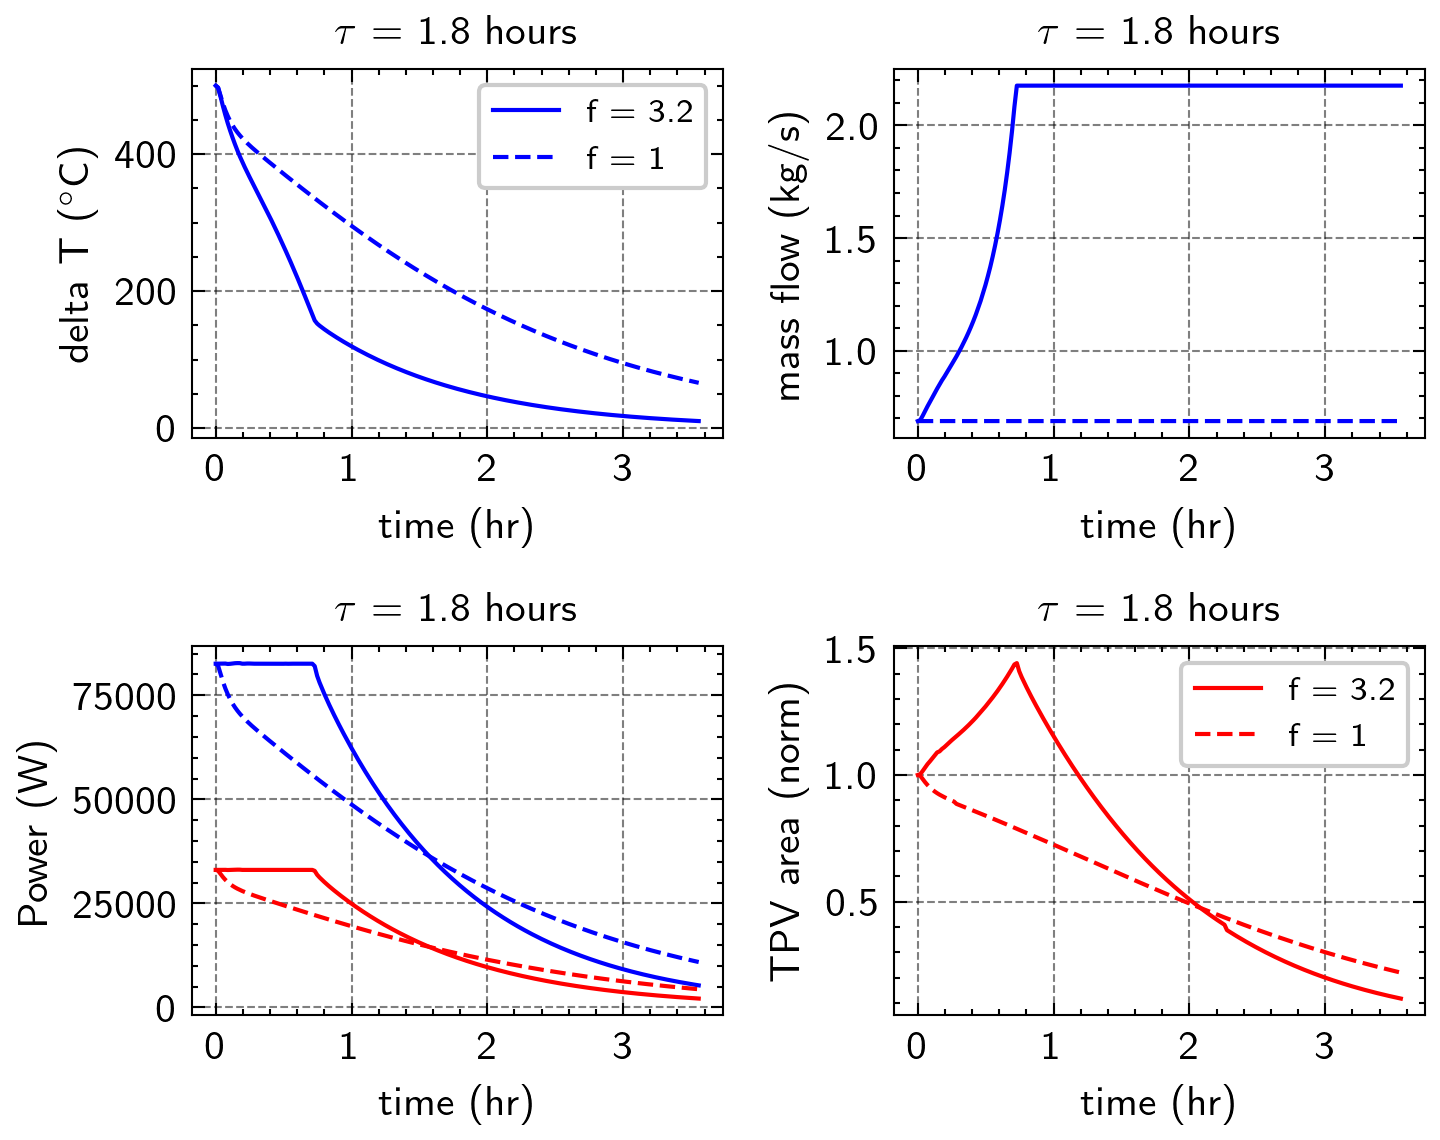 τ = 1.8 hours
delta T (°C)
400
200
0
f = 3.2
f = 1
0 1 2 3
time (hr)
τ = 1.8 hours
mass flow (kg/s)
2.0
1.5
1.0
0 1 2 3
time (hr)
τ = 1.8 hours
Power (W)
75000
50000
25000
0
0 1 2 3
time (hr)
τ = 1.8 hours
TPV area (norm)
1.5
1.0
0.5
f = 3.2
f = 1
0 1 2 3
time (hr)